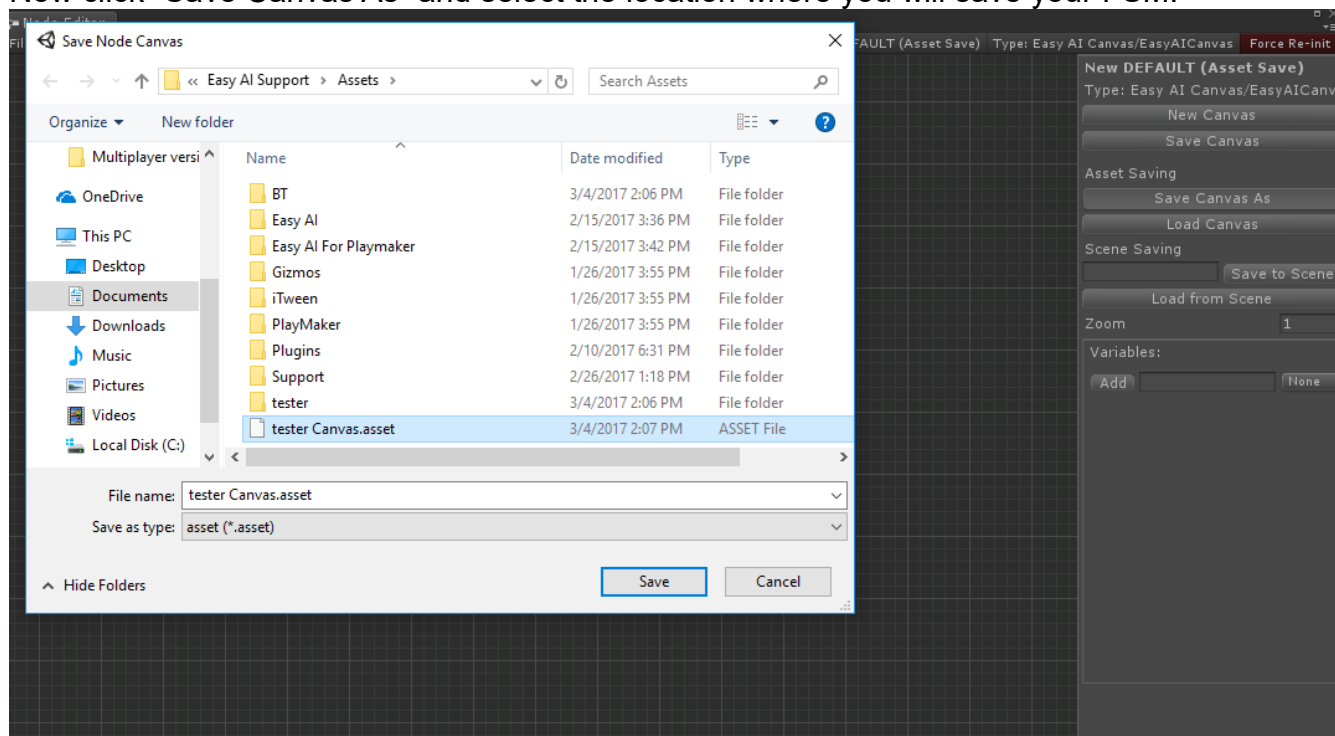 Now click "Save Canvas As" and select the location where you will save your FSM.
Node Editor
Save Node Canvas
FAULT (Asset Save) Type: Easy AI Canvas/EasyAICanvas Force Re-init
« Easy AI Support > Assets >
Search Assets
Organize
New folder
Multiplayer versi
OneDrive
This PC
Desktop
Documents
Downloads
Music
Pictures
Videos
Local Disk (C:)
Name Date modified Type
BT 3/4/2017 2:06 PM File folder
Easy AI 2/15/2017 3:36 PM File folder
Easy AI For Playmaker 2/15/2017 3:42 PM File folder
Gizmos 1/26/2017 3:55 PM File folder
iTween 1/26/2017 3:55 PM File folder
PlayMaker 1/26/2017 3:55 PM File folder
Plugins 2/10/2017 6:31 PM File folder
Support 2/26/2017 1:18 PM File folder
tester 3/4/2017 2:06 PM File folder
tester Canvas.asset 3/4/2017 2:07 PM ASSET File
File name: tester Canvas.asset
Save as type: asset (*.asset)
Hide Folders
Save
Cancel
New DEFAULT (Asset Save)
Type: Easy AI Canvas/EasyAICanv
New Canvas
Save Canvas
Asset Saving
Save Canvas As
Load Canvas
Scene Saving
Save to Scene
Load from Scene
Zoom 1
Variables:
Add None